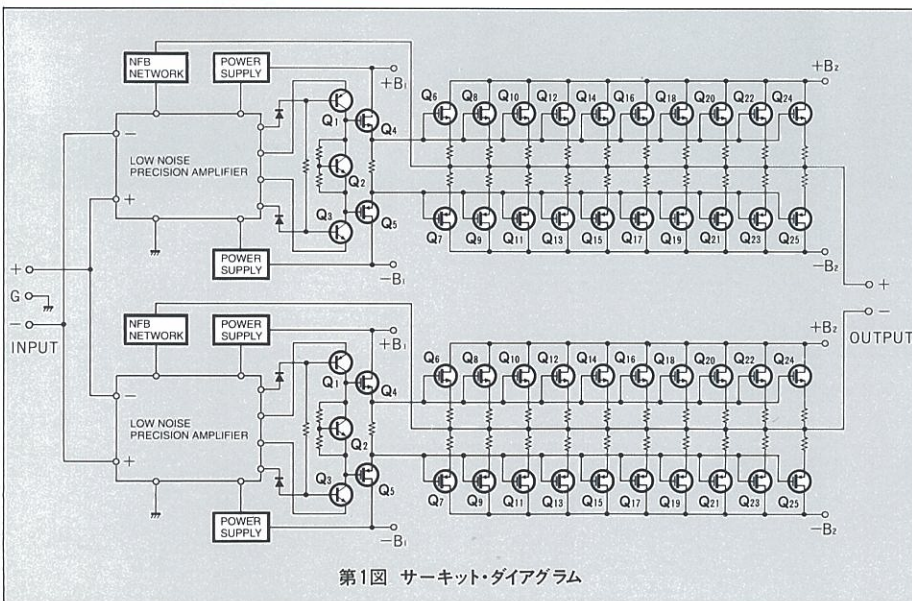 NFB NETWORK
POWER SUPPLY
+B₁
+B₂
Q₆ Q₈ Q₁₀ Q₁₂ Q₁₄ Q₁₆ Q₁₈ Q₂₀ Q₂₂ Q₂₄
Q₁
Q₄
−
LOW NOISE
PRECISION AMPLIFIER
Q₂
+
Q₃
Q₅
Q₇ Q₉ Q₁₁ Q₁₃ Q₁₅ Q₁₇ Q₁₉ Q₂₁ Q₂₃ Q₂₅
POWER SUPPLY
−B₁
−B₂
+
G
−
INPUT
+
−
OUTPUT
NFB NETWORK
POWER SUPPLY
+B₁
+B₂
Q₆ Q₈ Q₁₀ Q₁₂ Q₁₄ Q₁₆ Q₁₈ Q₂₀ Q₂₂ Q₂₄
Q₁
Q₄
−
LOW NOISE
PRECISION AMPLIFIER
Q₂
+
Q₃
Q₅
Q₇ Q₉ Q₁₁ Q₁₃ Q₁₅ Q₁₇ Q₁₉ Q₂₁ Q₂₃ Q₂₅
POWER SUPPLY
−B₁
−B₂
第1図 サーキット・ダイアグラム